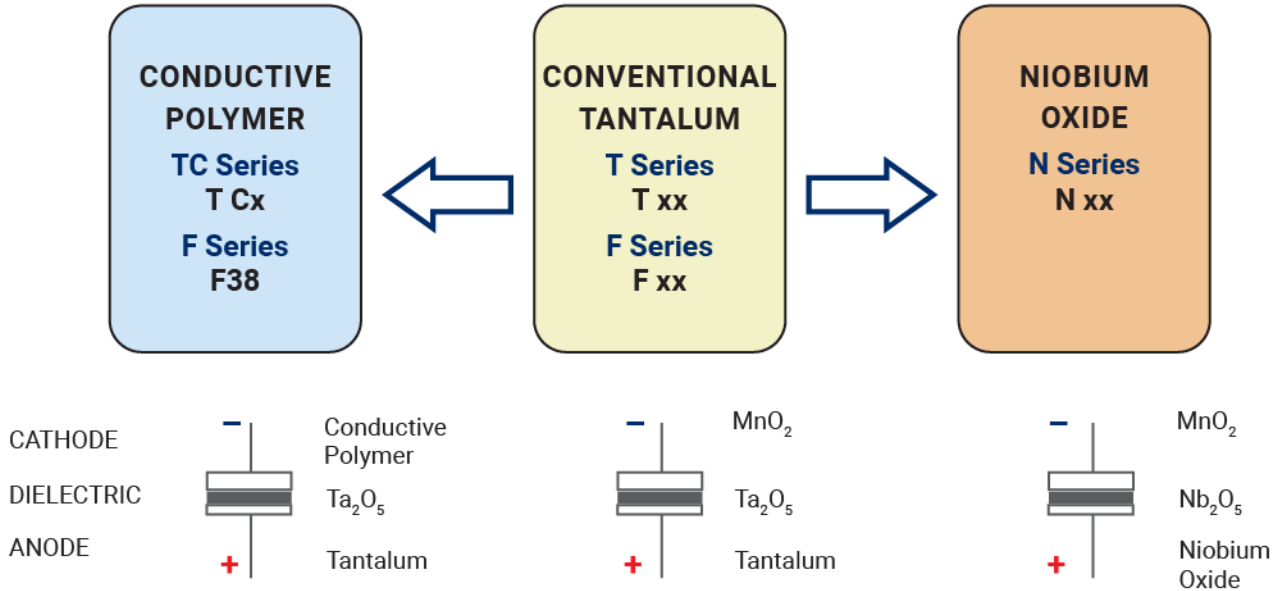 CONDUCTIVE
POLYMER
TC Series
T Cx
F Series
F38
CONVENTIONAL
TANTALUM
T Series
T xx
F Series
F xx
NIOBIUM
OXIDE
N Series
N xx
CATHODE
DIELECTRIC
ANODE
−
Conductive
Polymer
Ta₂O₅
+
Tantalum
−
MnO₂
Ta₂O₅
+
Tantalum
−
MnO₂
Nb₂O₅
+
Niobium
Oxide